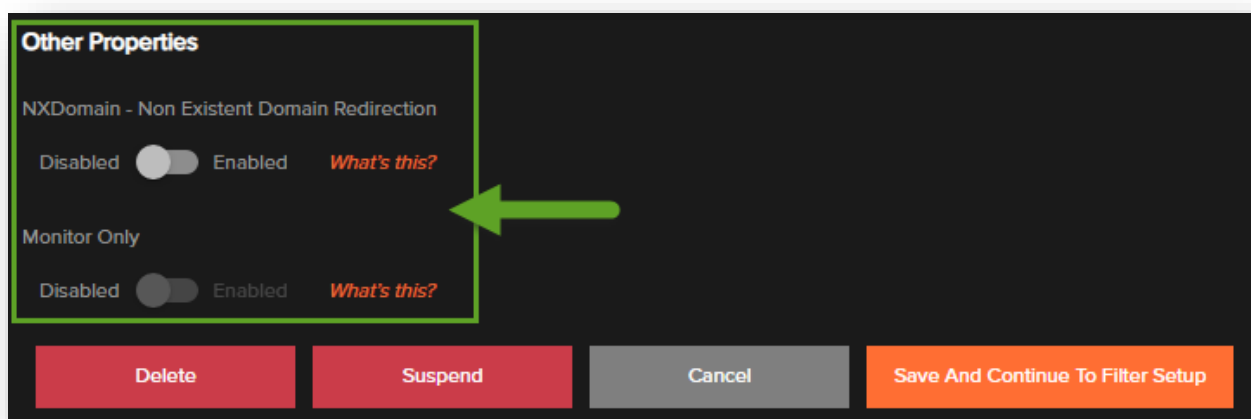 Other Properties
NXDomain - Non Existent Domain Redirection
Disabled Enabled What's this?
Monitor Only
Disabled Enabled What's this?
Delete Suspend Cancel Save And Continue To Filter Setup